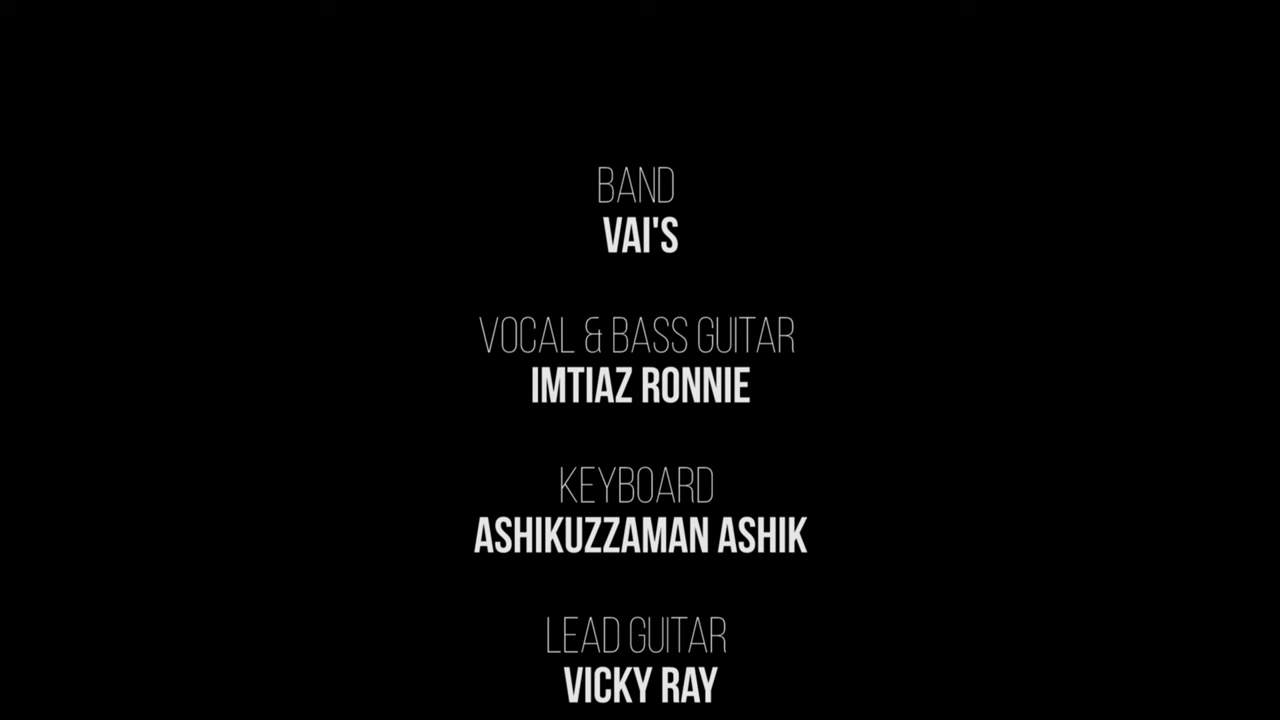 BAND
VAI'S
VOCAL & BASS GUITAR
IMTIAZ RONNIE
KEYBOARD
ASHIKUZZAMAN ASHIK
LEAD GUITAR
VICKY RAY